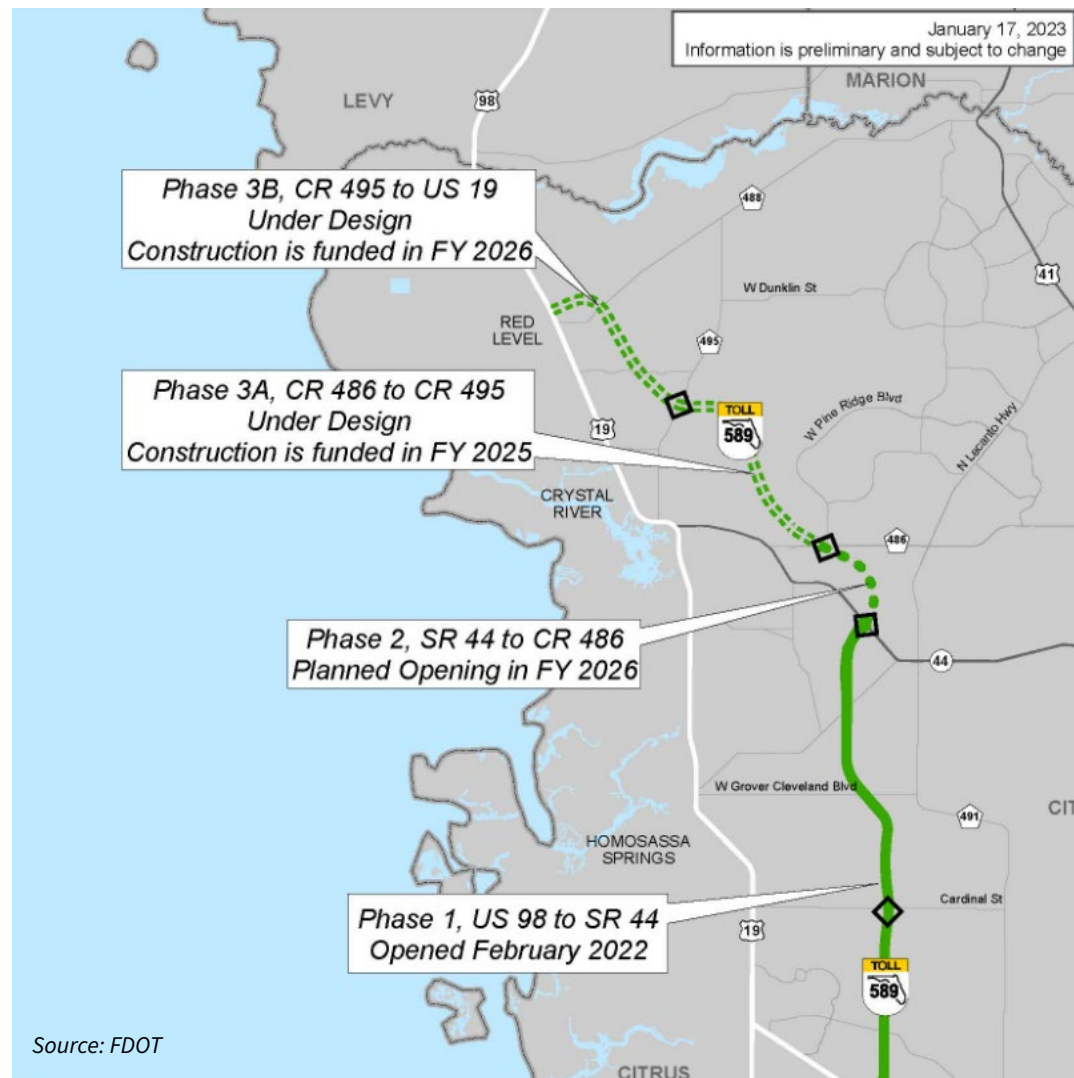 January 17, 2023
Information is preliminary and subject to change
MARION
LEVY
98
Phase 3B, CR 495 to US 19
Under Design
Construction is funded in FY 2026
488
41
W Dunklin St
RED
LEVEL
495
Phase 3A, CR 486 to CR 495
Under Design
Construction is funded in FY 2025
TOLL
589
W Pine Ridge Blvd
N Lecanto Hwy
19
CRYSTAL
RIVER
486
Phase 2, SR 44 to CR 486
Planned Opening in FY 2026
44
W Grover Cleveland Blvd
CIT
491
HOMOSASSA
SPRINGS
Phase 1, US 98 to SR 44
Opened February 2022
Cardinal St
19
TOLL
589
Source: FDOT
CITRUS